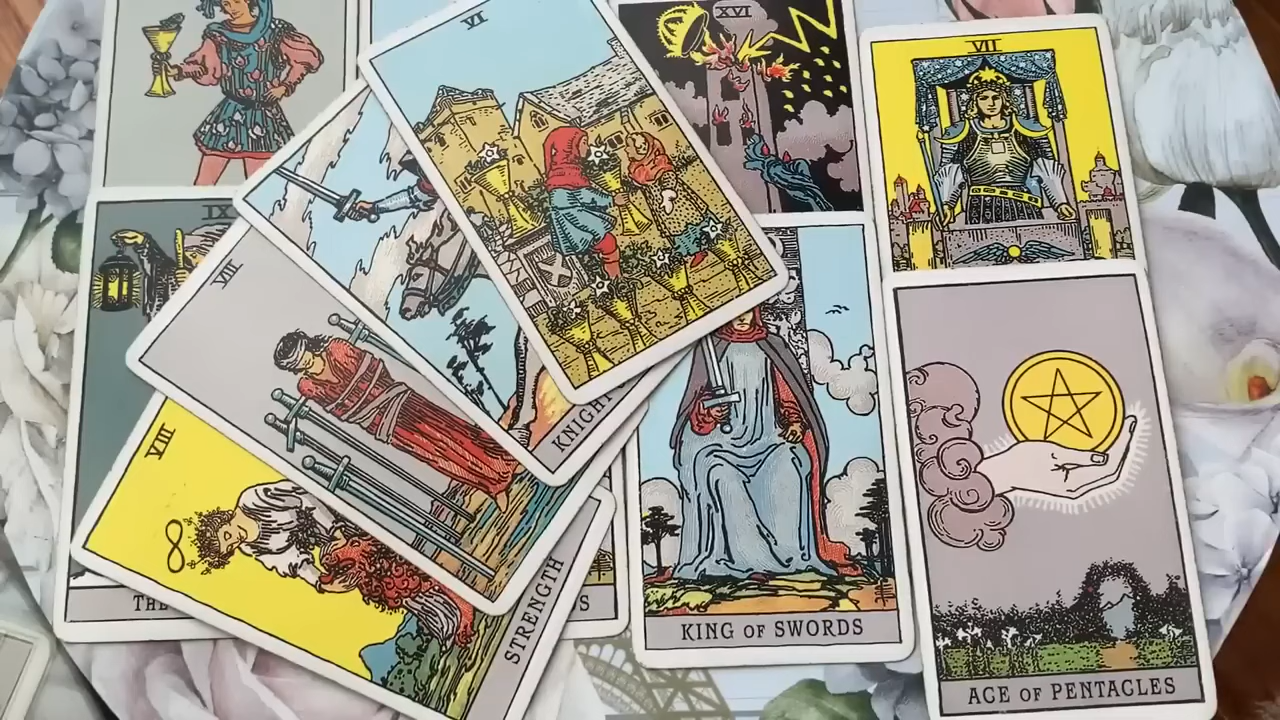 VI
XVI
VII
IX
VIII
KNIGHT
VIII
STRENGTH
THE
S
KING OF SWORDS
ACE OF PENTACLES